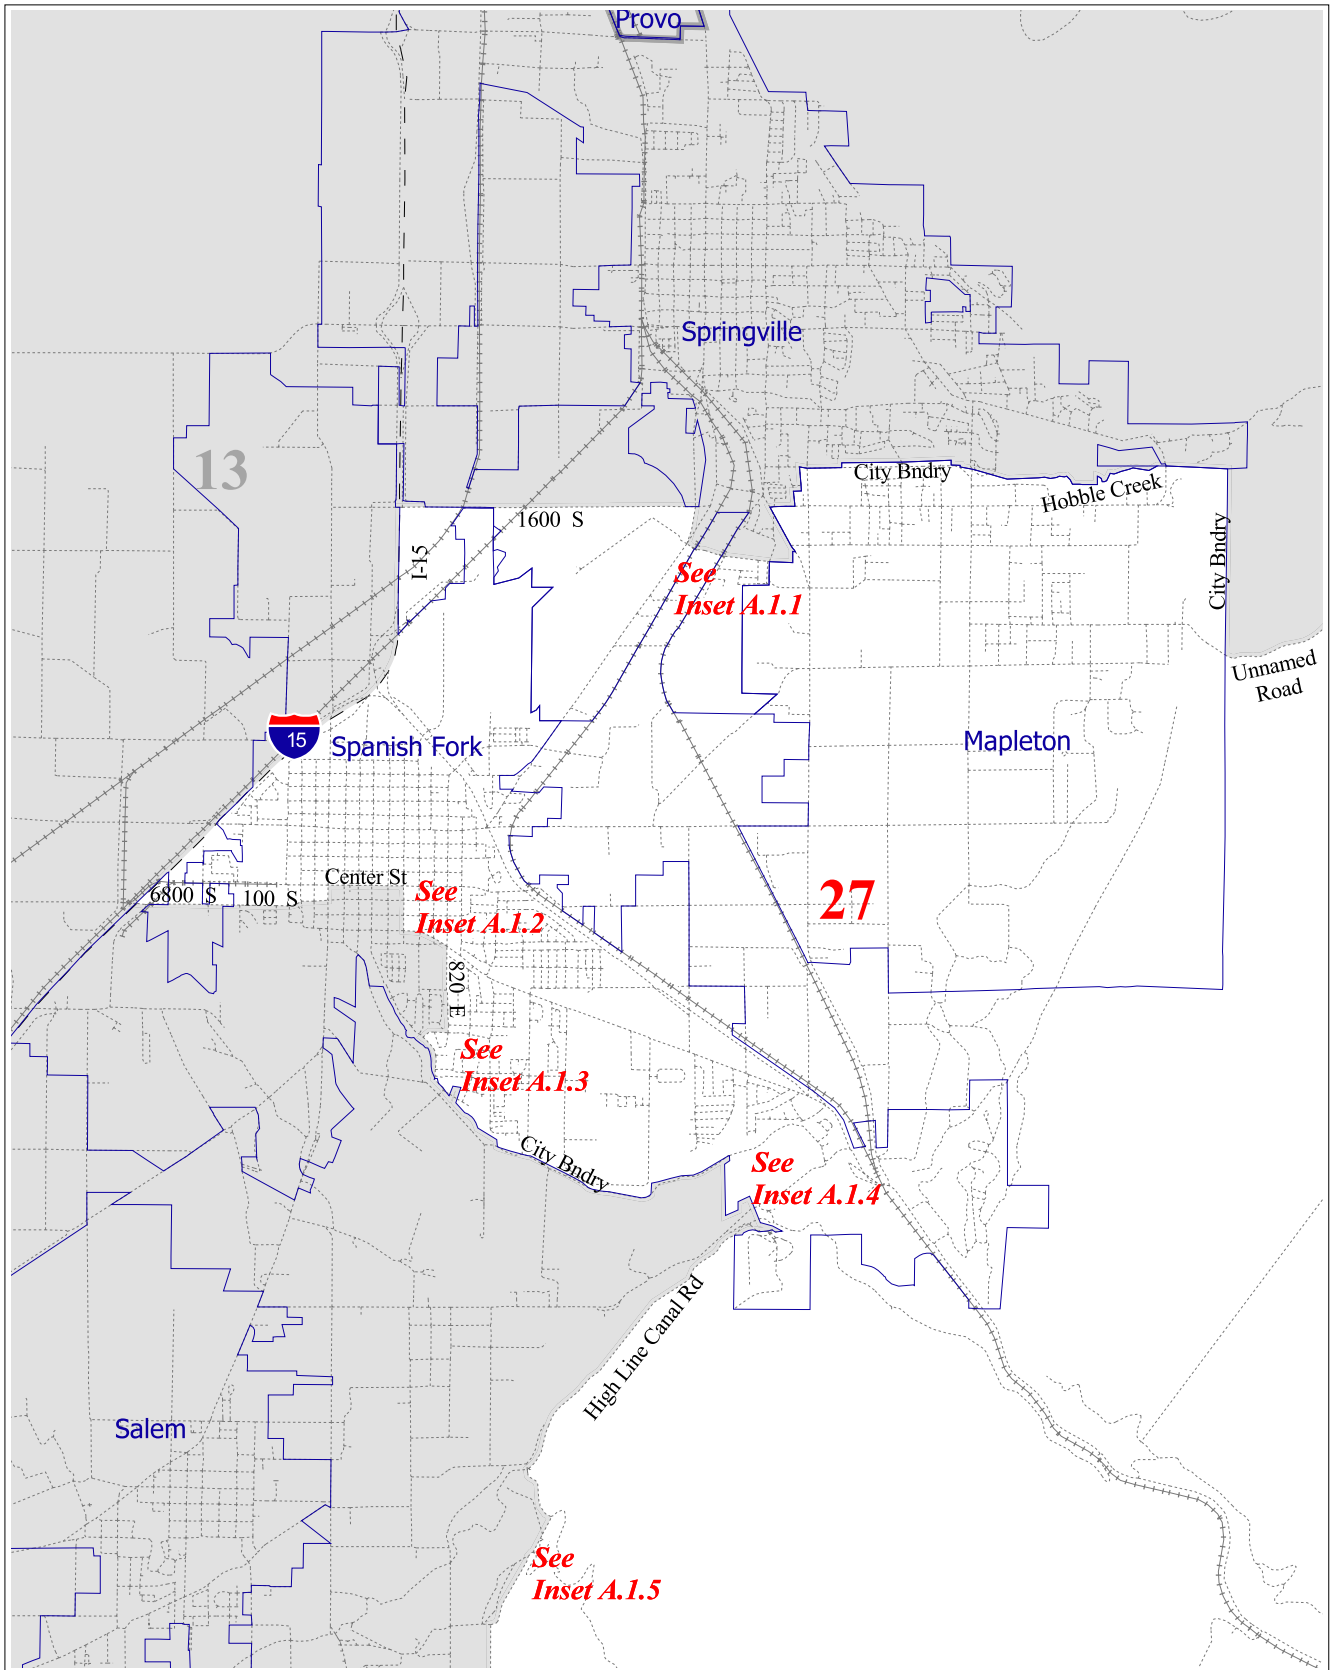 Provo
Springville
13
City Bndry
Hobble Creek
1600 S
I-15
City Bndry
See
Inset A.1.1
Unnamed
Road
15
Spanish Fork
Mapleton
Center St
6800 S
100 S
See
Inset A.1.2
27
820 E
See
Inset A.1.3
City Bndry
See
Inset A.1.4
High Line Canal Rd
Salem
See
Inset A.1.5